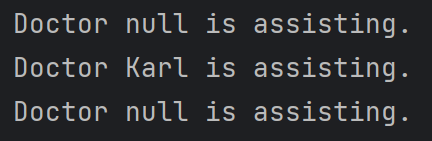 Doctor null is assisting.
Doctor Karl is assisting.
Doctor null is assisting.